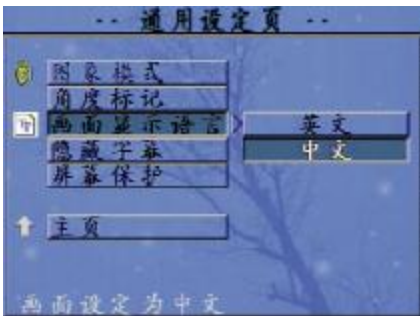 -- 通用设定页 --
图象模式
角度标记
画面显示语言
英文
隐藏字幕
中文
屏幕保护
主页
画面设定为中文